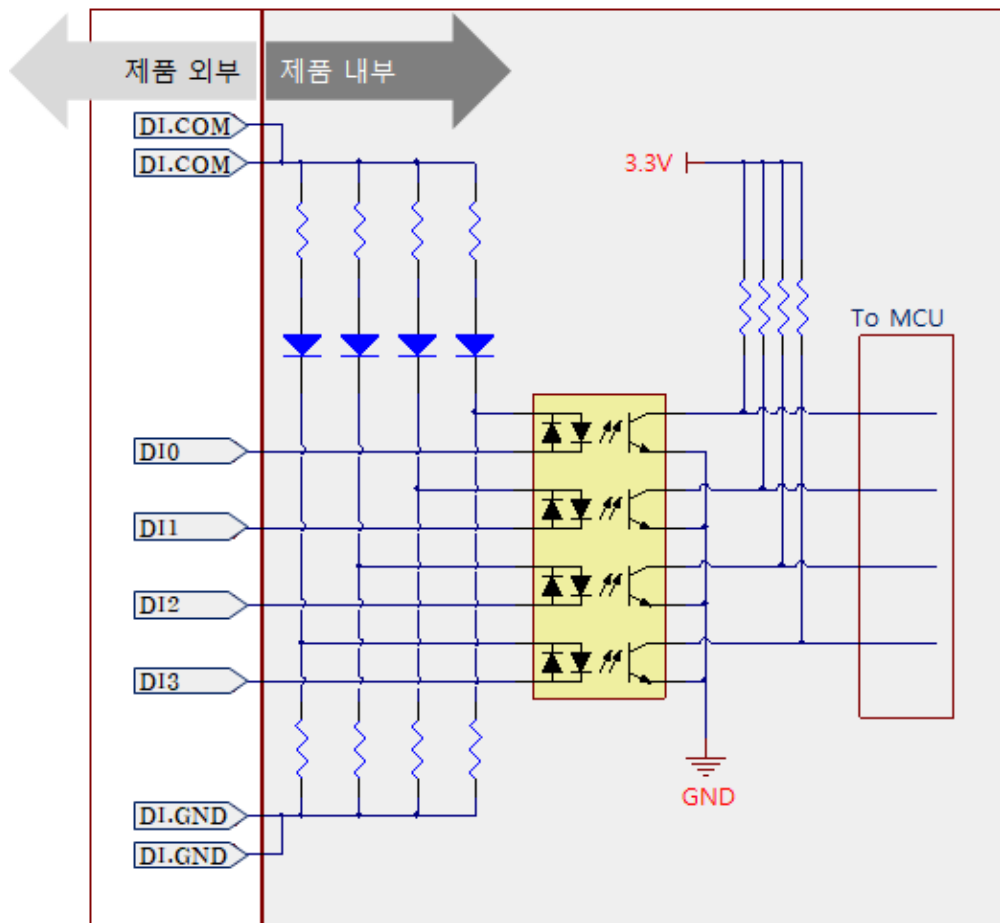 제품 외부
제품 내부
DI.COM
DI.COM
3.3V
To MCU
DI0
DI1
DI2
DI3
DI.GND
DI.GND
GND